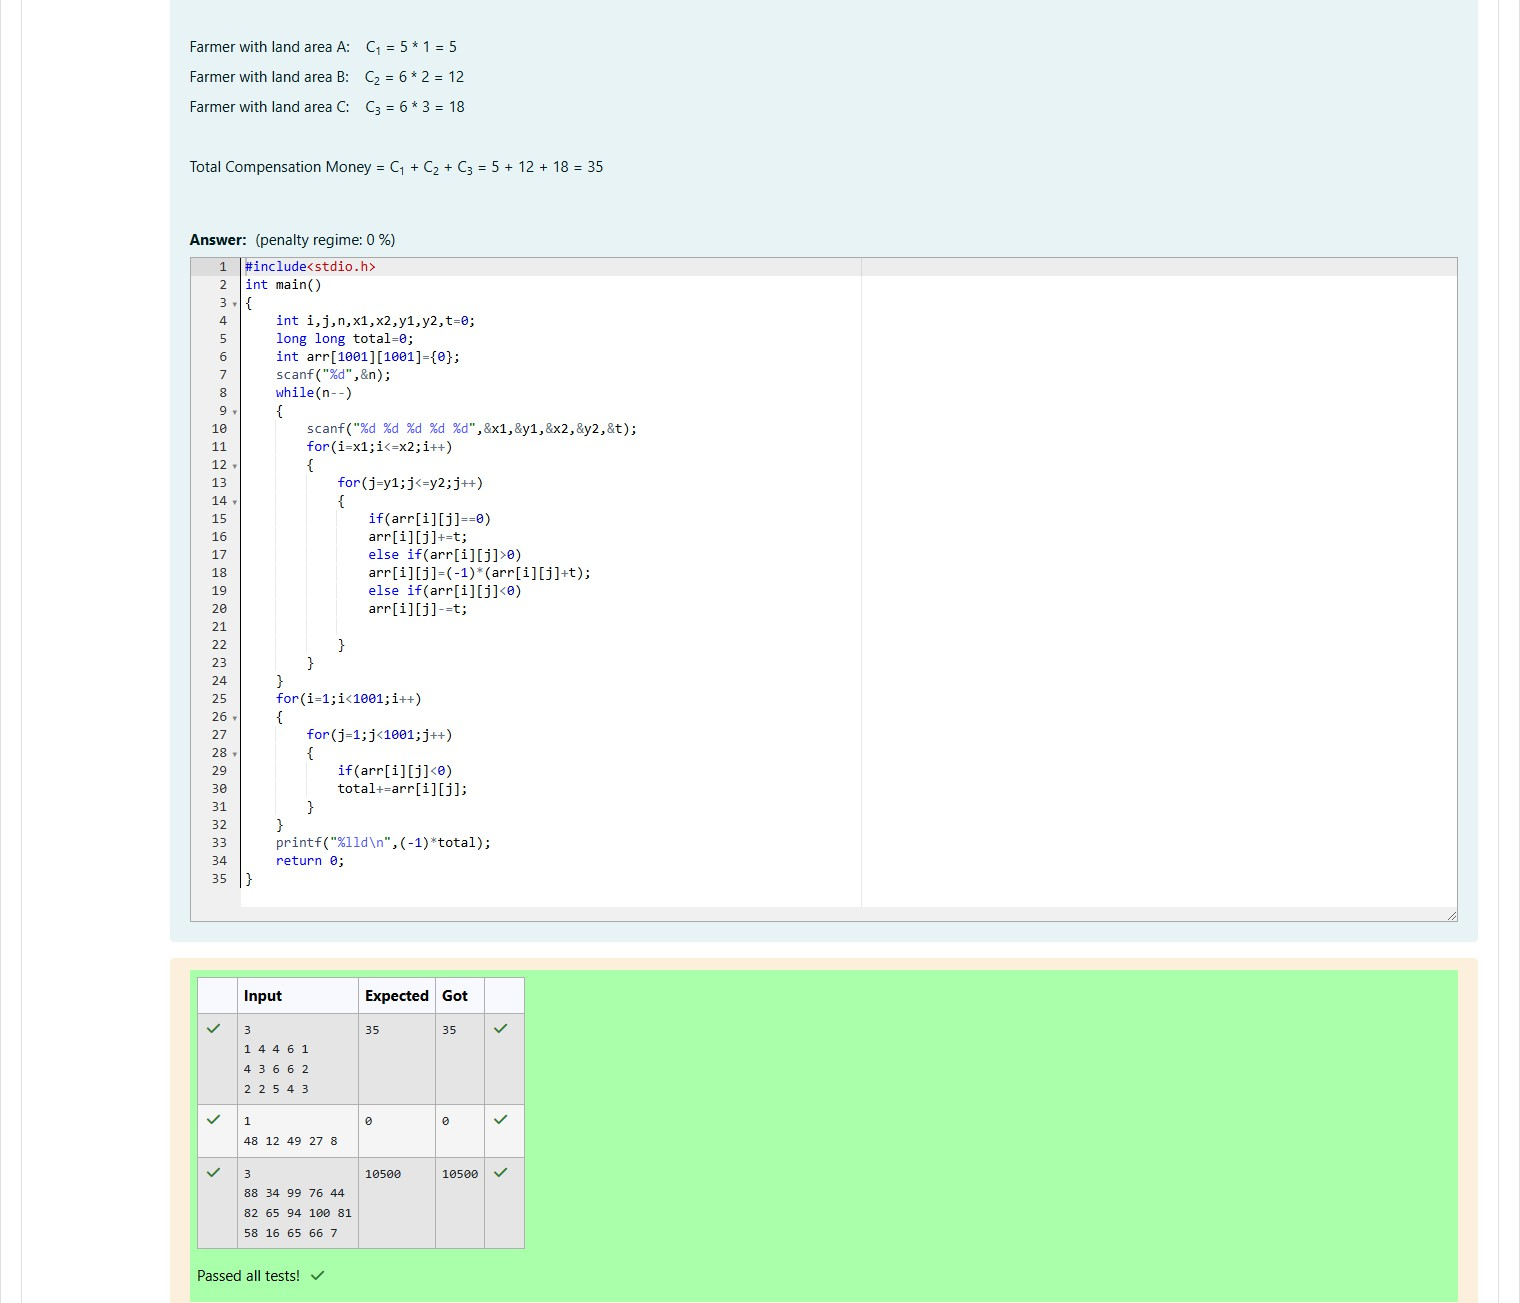 Farmer with land area A: C₁ = 5 * 1 = 5
Farmer with land area B: C₂ = 6 * 2 = 12
Farmer with land area C: C₃ = 6 * 3 = 18
Total Compensation Money = C₁ + C₂ + C₃ = 5 + 12 + 18 = 35
Answer: (penalty regime: 0 %)
1 #include<stdio.h>
2 int main()
3 {
4     int i,j,n,x1,x2,y1,y2,t=0;
5     long long total=0;
6     int arr[1001][1001]={0};
7     scanf("%d",&n);
8     while(n--)
9     {
10         scanf("%d %d %d %d %d",&x1,&y1,&x2,&y2,&t);
11         for(i=x1;i<=x2;i++)
12         {
13             for(j=y1;j<=y2;j++)
14             {
15                 if(arr[i][j]==0)
16                 arr[i][j]+=t;
17                 else if(arr[i][j]>0)
18                 arr[i][j]=(-1)*(arr[i][j]+t);
19                 else if(arr[i][j]<0)
20                 arr[i][j]-=t;
21
22             }
23         }
24     }
25     for(i=1;i<1001;i++)
26     {
27         for(j=1;j<1001;j++)
28         {
29             if(arr[i][j]<0)
30             total+=arr[i][j];
31         }
32     }
33     printf("%lld\n",(-1)*total);
34     return 0;
35 }
Input Expected Got
3 35 35
1 4 4 6 1
4 3 6 6 2
2 2 5 4 3
1 0 0
48 12 49 27 8
3 10500 10500
88 34 99 76 44
82 65 94 100 81
58 16 65 66 7
Passed all tests!